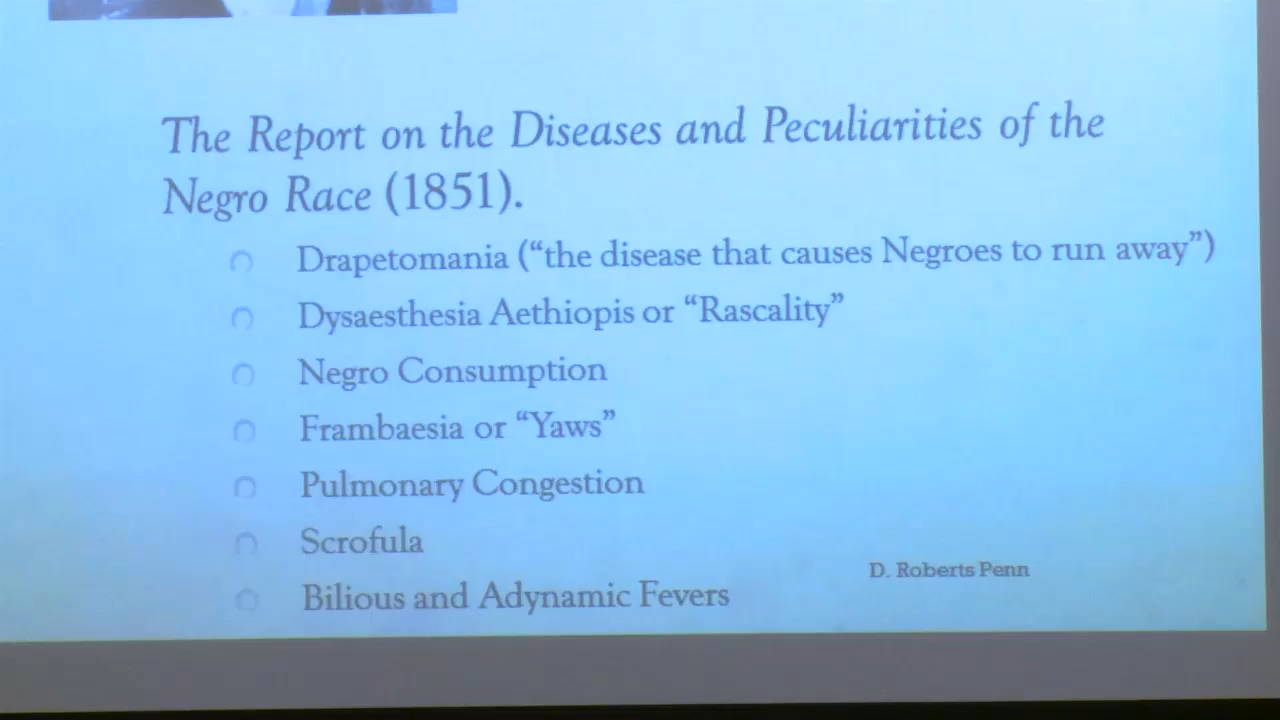 The Report on the Diseases and Peculiarities of the
Negro Race (1851).
Drapetomania (“the disease that causes Negroes to run away”)
Dysaesthesia Aethiopis or “Rascality”
Negro Consumption
Frambaesia or “Yaws”
Pulmonary Congestion
Scrofula
Bilious and Adynamic Fevers
D. Roberts Penn